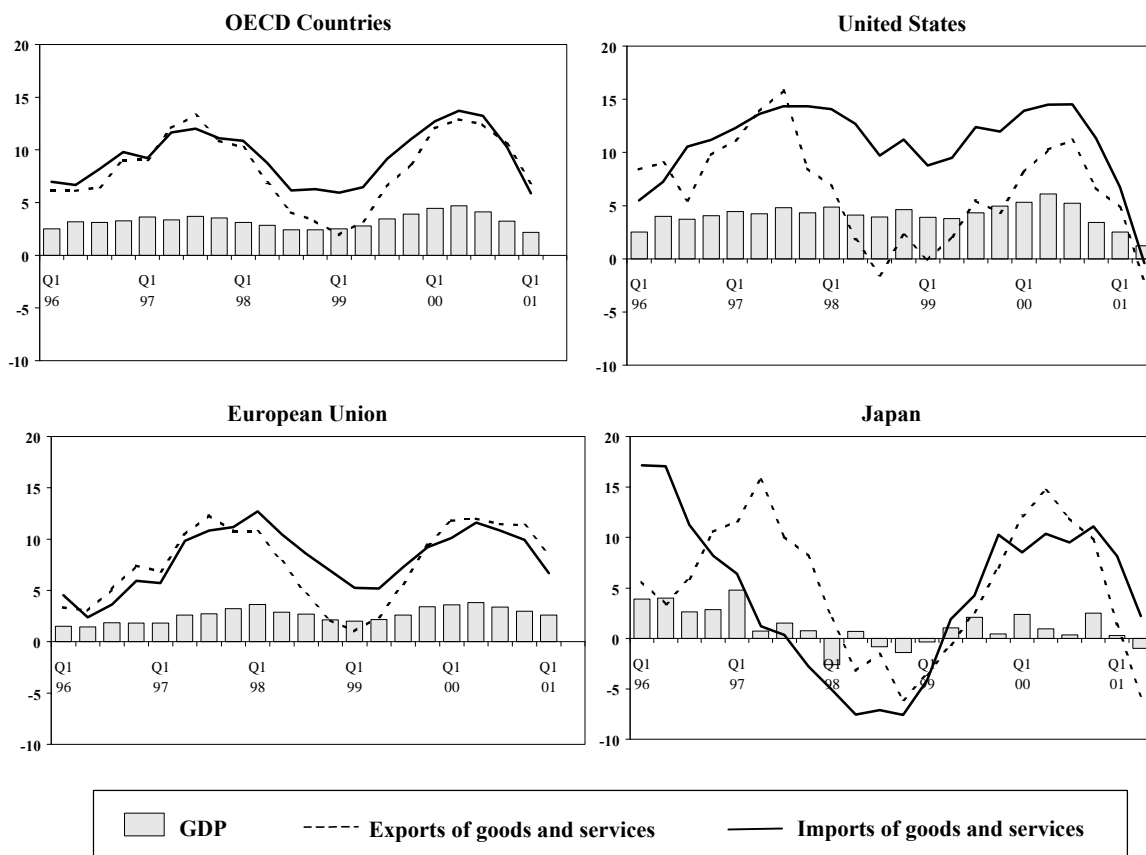 OECD Countries
20
15
10
5
0
-5
-10
Q1 Q1 Q1 Q1 Q1 Q1
96 97 98 99 00 01
United States
20
15
10
5
0
-5
-10
Q1 Q1 Q1 Q1 Q1 Q1
96 97 98 99 00 01
European Union
20
15
10
5
0
-5
-10
Q1 Q1 Q1 Q1 Q1 Q1
96 97 98 99 00 01
Japan
20
15
10
5
0
-5
-10
Q1 Q1 Q1 Q1 Q1 Q1
96 97 98 99 00 01
GDP Exports of goods and services Imports of goods and services